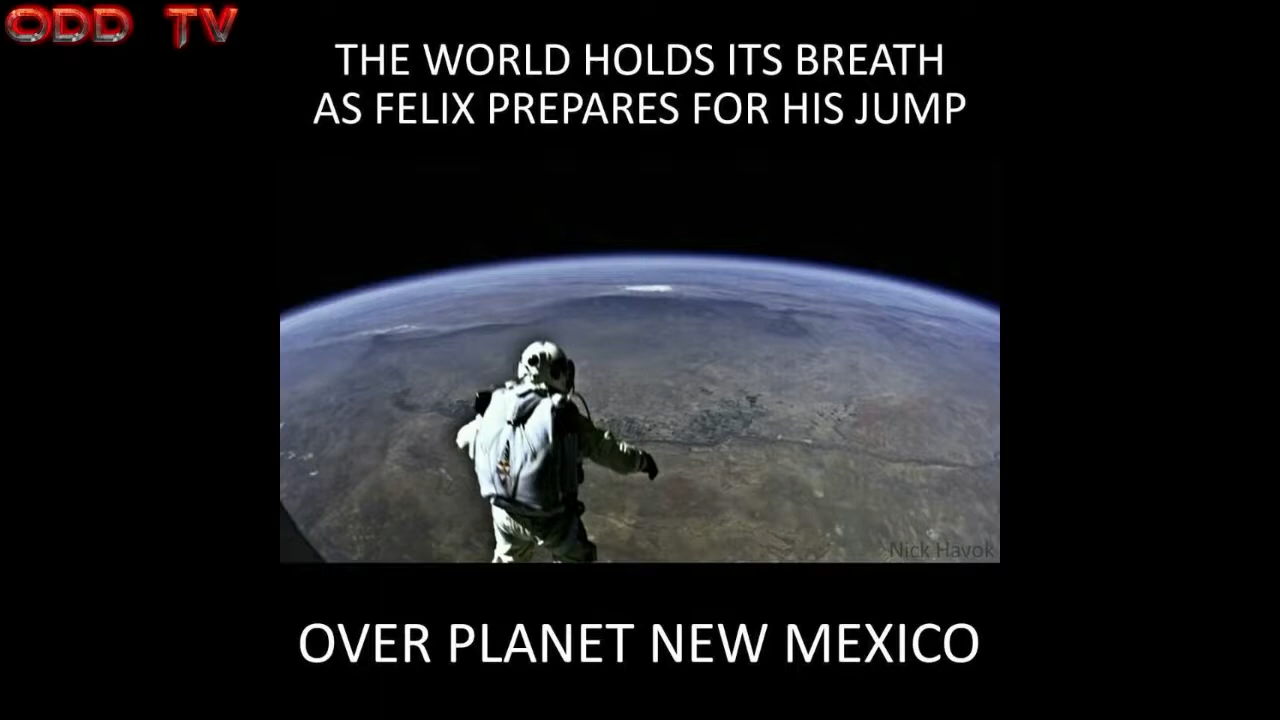 ODD TV
THE WORLD HOLDS ITS BREATH
AS FELIX PREPARES FOR HIS JUMP
Nick Havok
OVER PLANET NEW MEXICO